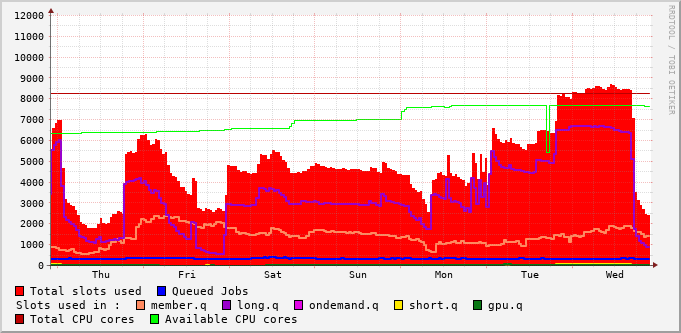 12000
11000
10000
9000
8000
7000
6000
5000
4000
3000
2000
1000
0
Thu Fri Sat Sun Mon Tue Wed
RRDTOOL / TOBI OETIKER
Total slots used Queued Jobs
Slots used in : member.q long.q ondemand.q short.q gpu.q
Total CPU cores Available CPU cores